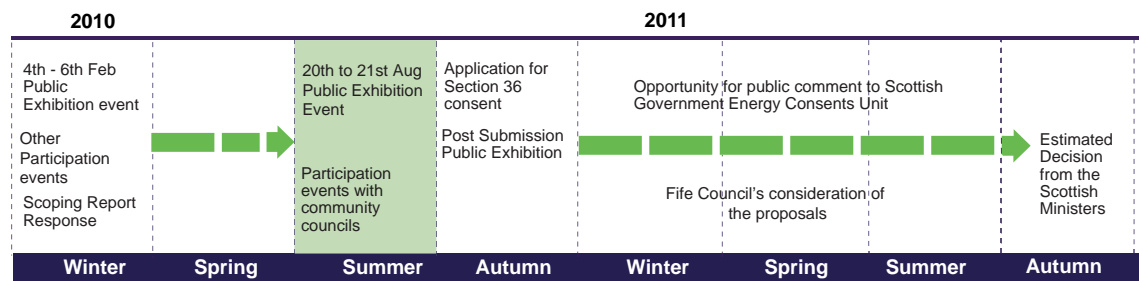 2010
2011
4th - 6th Feb
Public
Exhibition event
Other
Participation
events
Scoping Report
Response
20th to 21st Aug
Public Exhibition
Event
Participation
events with
community
councils
Application for
Section 36
consent
Post Submission
Public Exhibition
Opportunity for public comment to Scottish
Government Energy Consents Unit
Fife Council's consideration of
the proposals
Estimated
Decision
from the
Scottish
Ministers
Winter
Spring
Summer
Autumn
Winter
Spring
Summer
Autumn